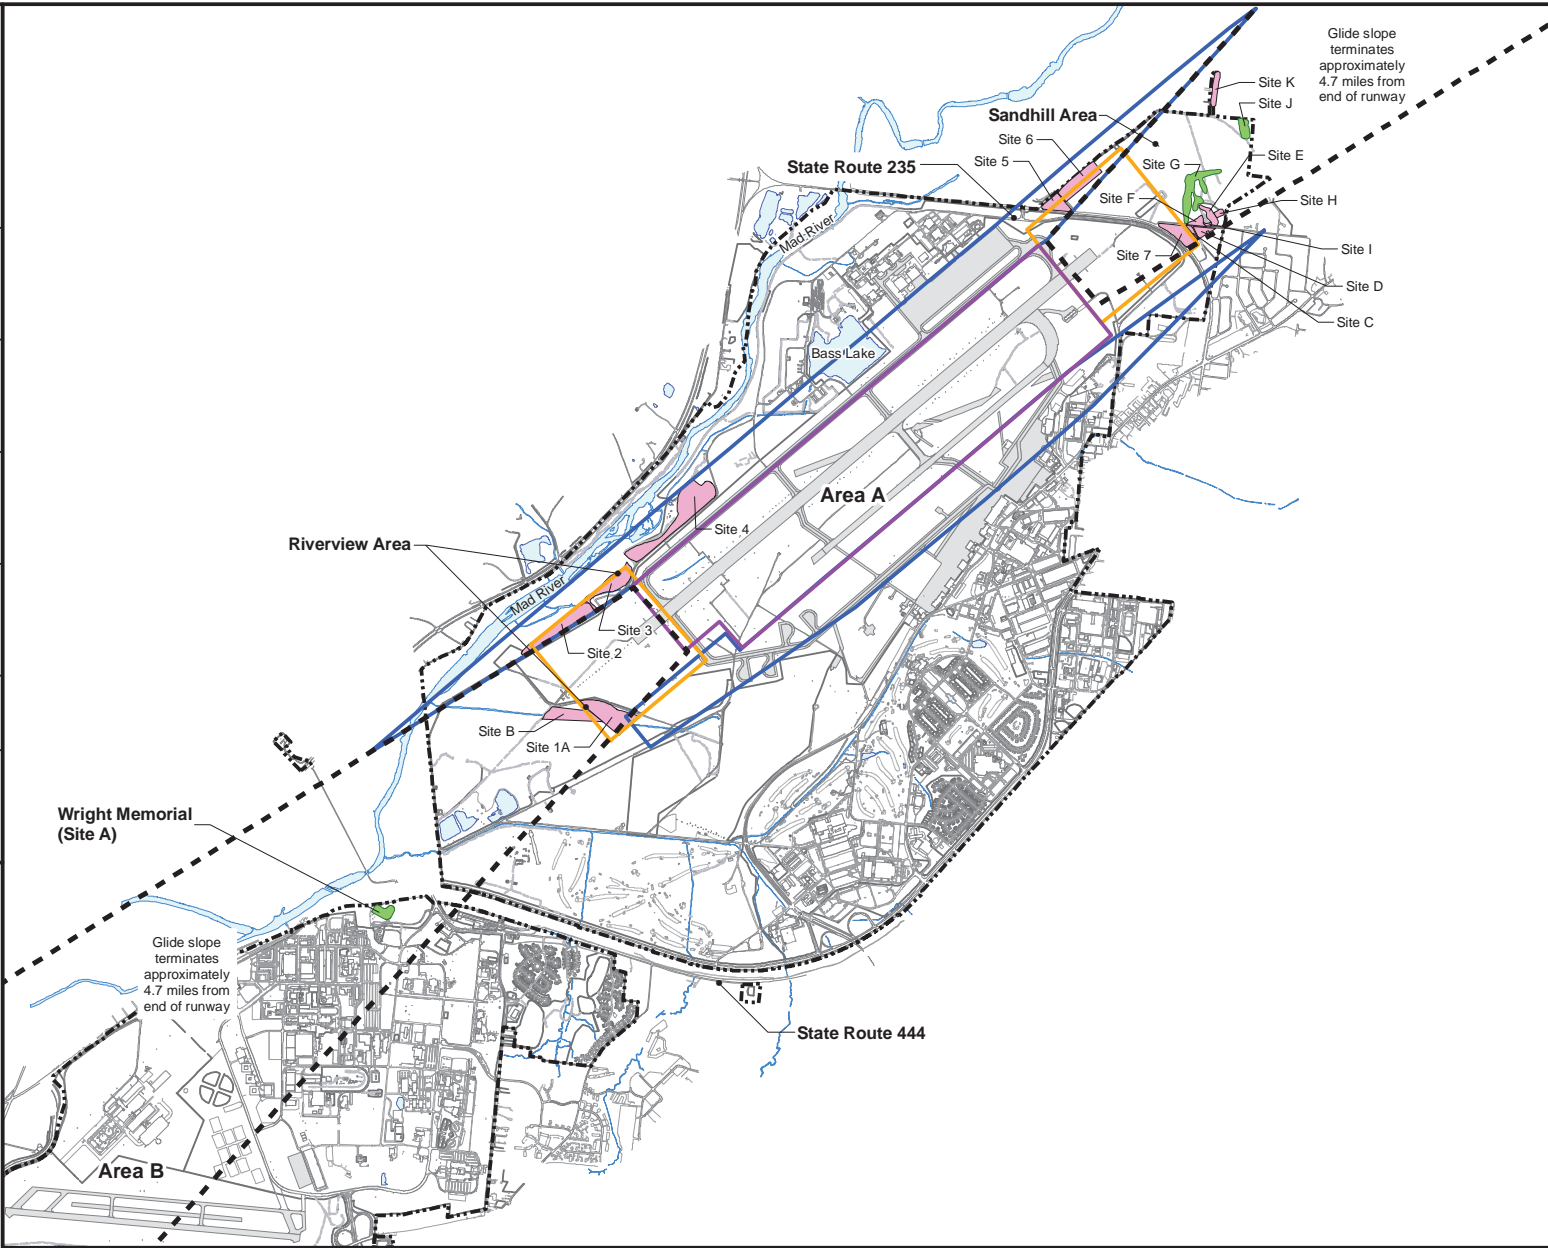 Glide slope
terminates
approximately
4.7 miles from
end of runway
Site K
Site J
Sandhill Area
Site 6
Site 5
Site G
Site E
State Route 235
Site F
Site H
Mad River
Site 7
Site I
Site D
Site C
Bass Lake
Area A
Site 4
Riverview Area
Mad River
Site 3
Site 2
Site B
Site 1A
Wright Memorial
(Site A)
Glide slope
terminates
approximately
4.7 miles from
end of runway
State Route 444
Area B